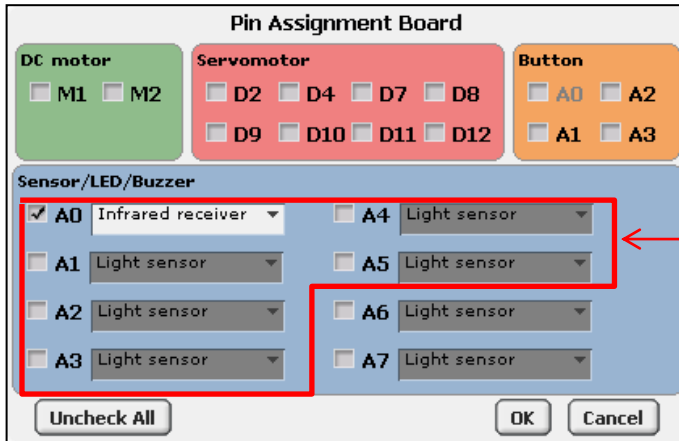 Pin Assignment Board
DC motor
M1 M2
Servomotor
D2 D4 D7 D8
D9 D10 D11 D12
Button
A0 A2
A1 A3
Sensor/LED/Buzzer
A0 Infrared receiver
A4 Light sensor
A1 Light sensor
A5 Light sensor
A2 Light sensor
A6 Light sensor
A3 Light sensor
A7 Light sensor
Uncheck All
OK
Cancel